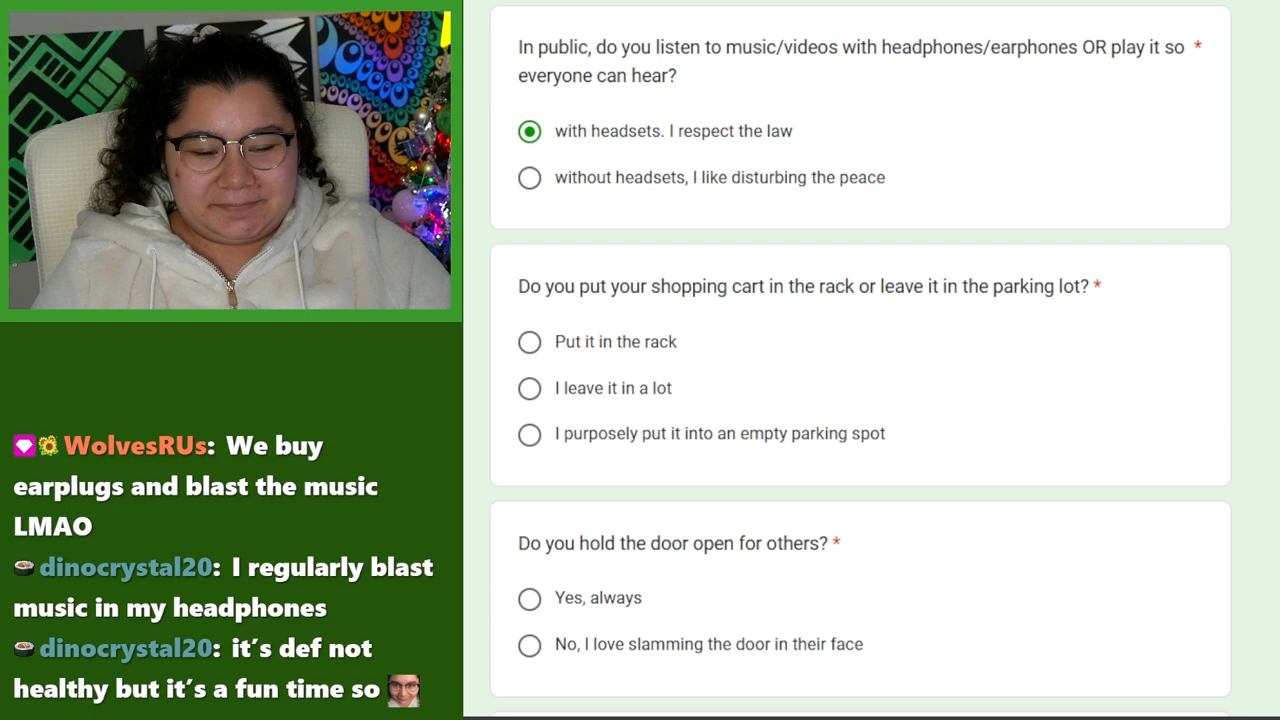 In public, do you listen to music/videos with headphones/earphones OR play it so *
everyone can hear?
with headsets. I respect the law
without headsets, I like disturbing the peace
Do you put your shopping cart in the rack or leave it in the parking lot? *
Put it in the rack
I leave it in a lot
I purposely put it into an empty parking spot
Do you hold the door open for others? *
Yes, always
No, I love slamming the door in their face
WolvesRUs: We buy
earplugs and blast the music
LMAO
dinocrystal20: I regularly blast
music in my headphones
dinocrystal20: it's def not
healthy but it's a fun time so